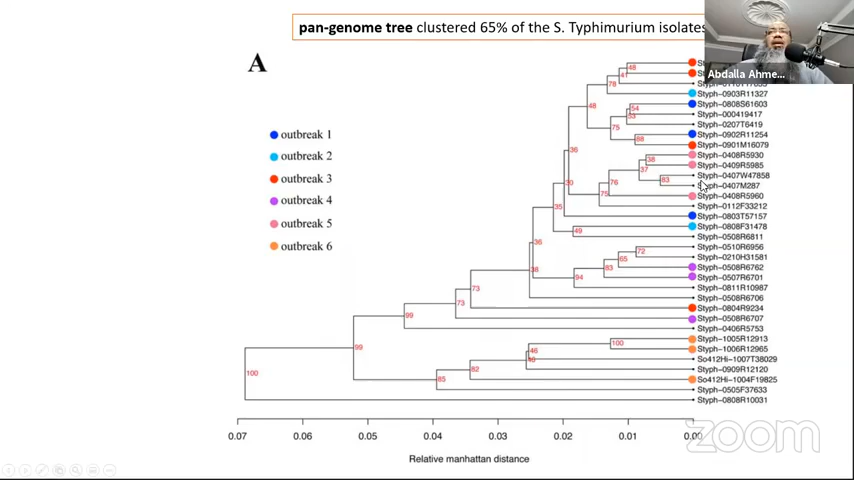 pan-genome tree clustered 65% of the S. Typhimurium isolates
Abdalla Ahme...
A
outbreak 1
outbreak 2
outbreak 3
outbreak 4
outbreak 5
outbreak 6
Styph-0903R11327
Styph-0808S61603
Styph-000419417
Styph-0207T6419
Styph-0902R11254
Styph-0901M16079
Styph-0408R5930
Styph-0409R5985
Styph-0407W47858
Styph-0407M287
Styph-0408R5960
Styph-0112F33212
Styph-0803T57157
Styph-0808F31478
Styph-0508R6811
Styph-0510R6956
Styph-0210H31581
Styph-0508R6762
Styph-0507R6701
Styph-0811R10987
Styph-0508R6706
Styph-0804R9234
Styph-0508R6707
Styph-0406R5753
Styph-1005R12913
Styph-1006R12965
So412Hi-1007T38029
Styph-0909R12120
So412Hi-1004F19825
Styph-0505F37633
Styph-0808R10031
48
78
48
54
75
88
36
38
37
83
76
75
35
49
36
72
65
83
94
38
73
73
99
99
100
46
100
82
85
0.07 0.06 0.05 0.04 0.03 0.02 0.01 0.00
Relative manhattan distance
zoom